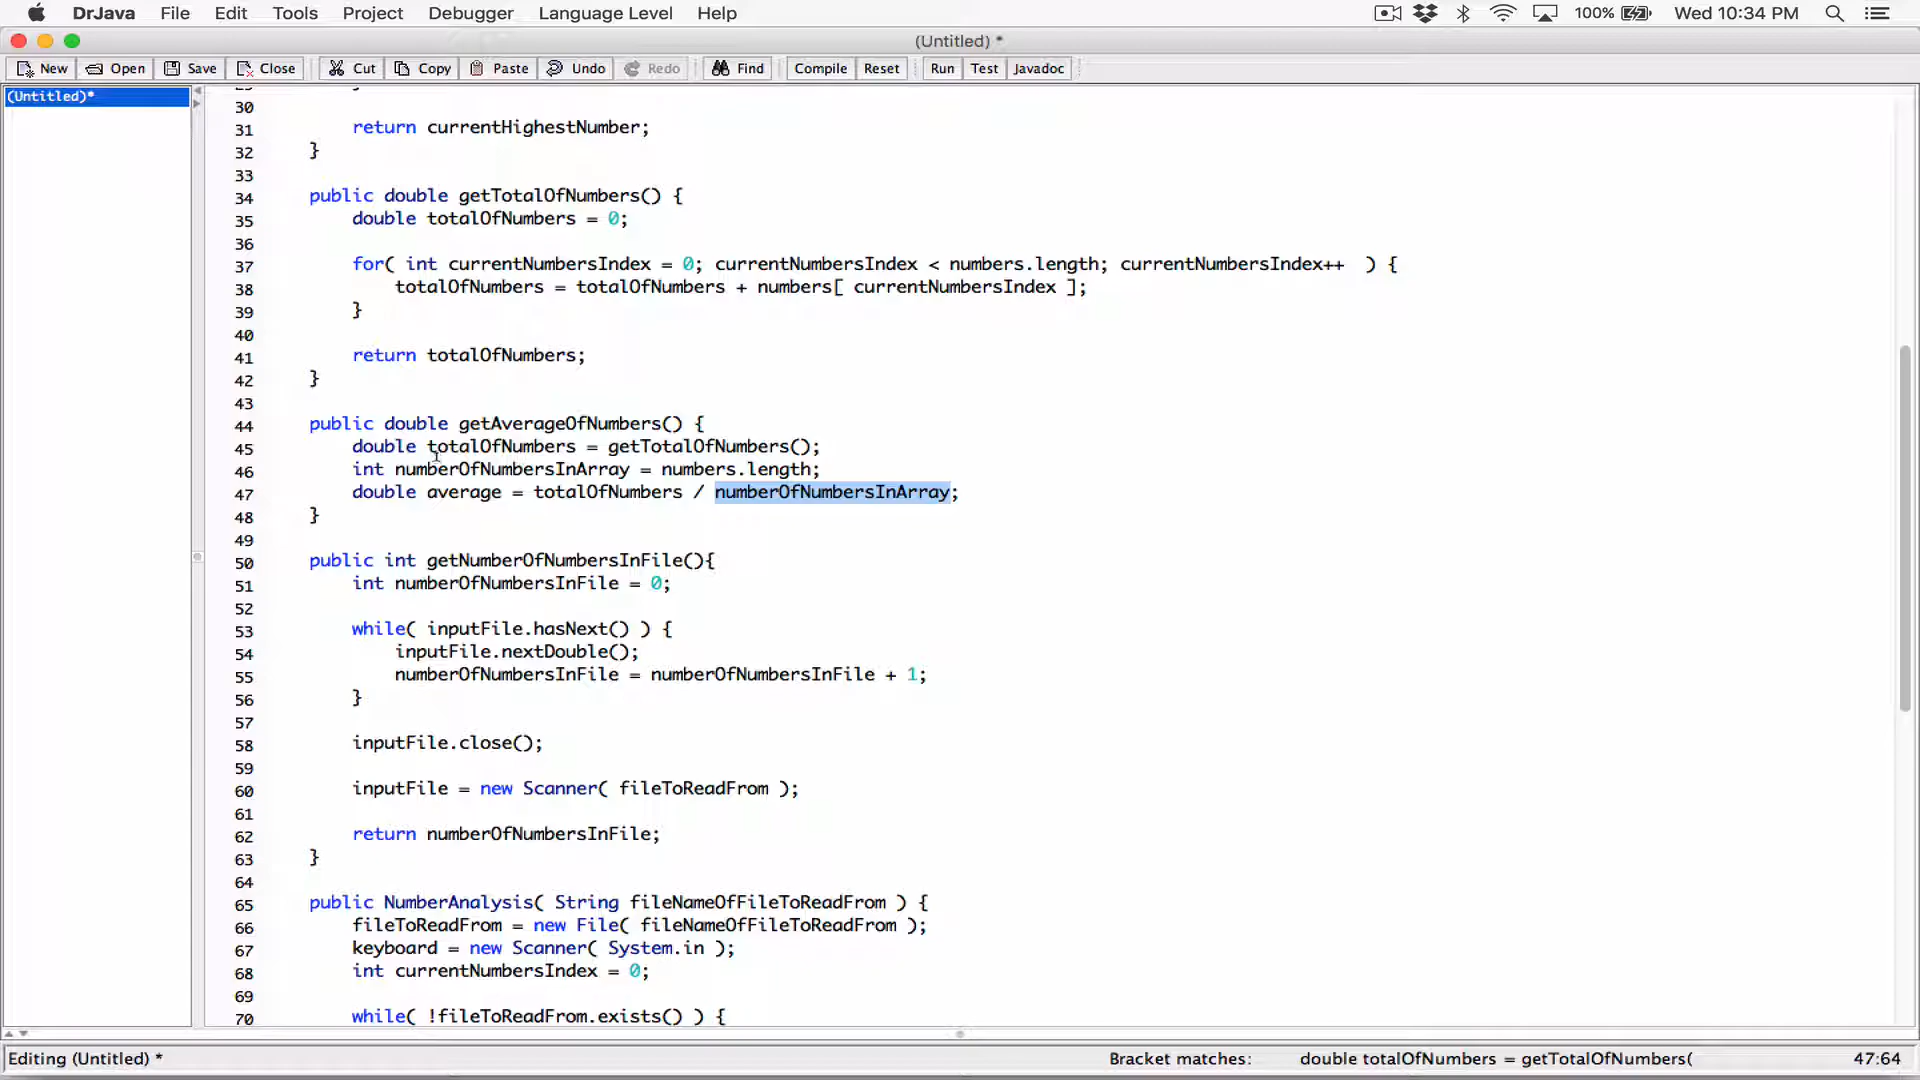 DrJava File Edit Tools Project Debugger Language Level Help 100% Wed 10:34 PM
(Untitled) *
New Open Save Close Cut Copy Paste Undo Redo Find Compile Reset Run Test Javadoc
(Untitled)*
29 }
30
31 return currentHighestNumber;
32 }
33
34 public double getTotalOfNumbers() {
35 double totalOfNumbers = 0;
36
37 for( int currentNumbersIndex = 0; currentNumbersIndex < numbers.length; currentNumbersIndex++ ) {
38 totalOfNumbers = totalOfNumbers + numbers[ currentNumbersIndex ];
39 }
40
41 return totalOfNumbers;
42 }
43
44 public double getAverageOfNumbers() {
45 double totalOfNumbers = getTotalOfNumbers();
46 int numberOfNumbersInArray = numbers.length;
47 double average = totalOfNumbers / numberOfNumbersInArray;
48 }
49
50 public int getNumberOfNumbersInFile(){
51 int numberOfNumbersInFile = 0;
52
53 while( inputFile.hasNext() ) {
54 inputFile.nextDouble();
55 numberOfNumbersInFile = numberOfNumbersInFile + 1;
56 }
57
58 inputFile.close();
59
60 inputFile = new Scanner( fileToReadFrom );
61
62 return numberOfNumbersInFile;
63 }
64
65 public NumberAnalysis( String fileNameOfFileToReadFrom ) {
66 fileToReadFrom = new File( fileNameOfFileToReadFrom );
67 keyboard = new Scanner( System.in );
68 int currentNumbersIndex = 0;
69
70 while( !fileToReadFrom.exists() ) {
Editing (Untitled) * Bracket matches: double totalOfNumbers = getTotalOfNumbers( 47:64